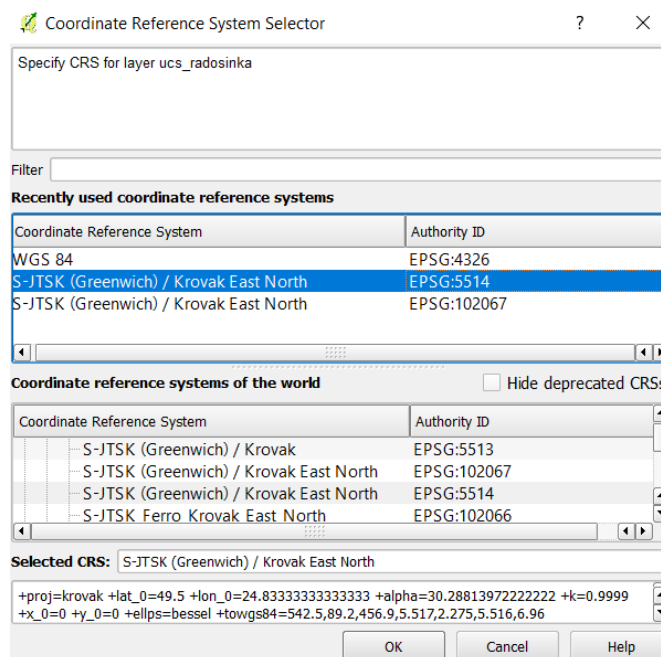 Coordinate Reference System Selector ? ×
Specify CRS for layer ucs_radosinka
Filter
Recently used coordinate reference systems
Coordinate Reference System Authority ID
WGS 84 EPSG:4326
S-JTSK (Greenwich) / Krovak East North EPSG:5514
S-JTSK (Greenwich) / Krovak East North EPSG:102067
Coordinate reference systems of the world Hide deprecated CRSs
Coordinate Reference System Authority ID
S-JTSK (Greenwich) / Krovak EPSG:5513
S-JTSK (Greenwich) / Krovak East North EPSG:102067
S-JTSK (Greenwich) / Krovak East North EPSG:5514
S-JTSK Ferro Krovak East North EPSG:102066
Selected CRS: S-JTSK (Greenwich) / Krovak East North
+proj=krovak +lat_0=49.5 +lon_0=24.83333333333333 +alpha=30.28813972222222 +k=0.9999
+x_0=0 +y_0=0 +ellps=bessel +towgs84=542.5,89.2,456.9,5.517,2.275,5.516,6.96
OK Cancel Help